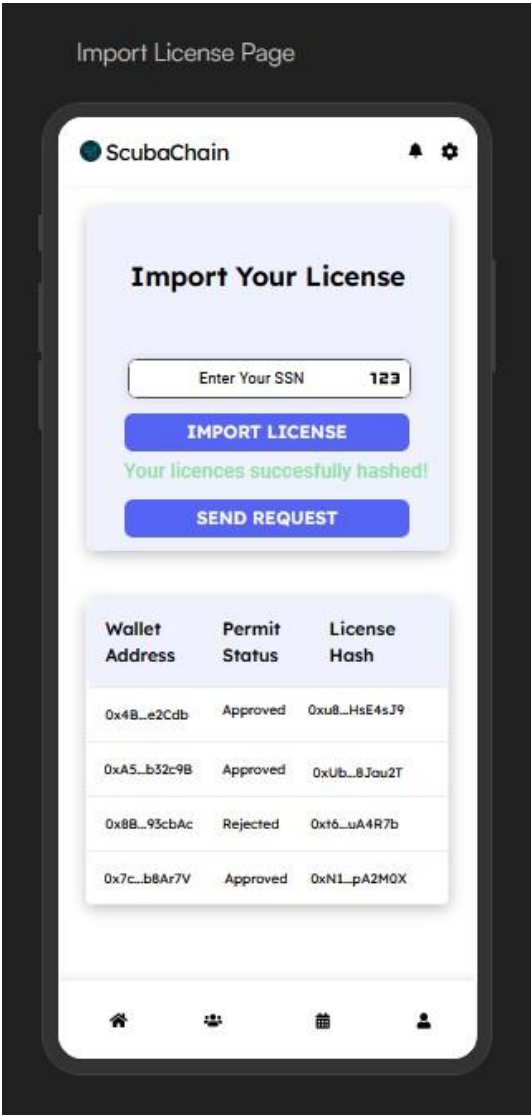 Import License Page
ScubaChain
Import Your License
Enter Your SSN 123
IMPORT LICENSE
Your licences succesfully hashed!
SEND REQUEST
Wallet Address Permit Status License Hash
0x4B...e2Cdb Approved 0xu8...HsE4sJ9
0xA5...b32c9B Approved 0xUb...8Jau2T
0x8B...93cbAc Rejected 0xt6...uA4R7b
0x7c...b8Ar7V Approved 0xN1...pA2M0X